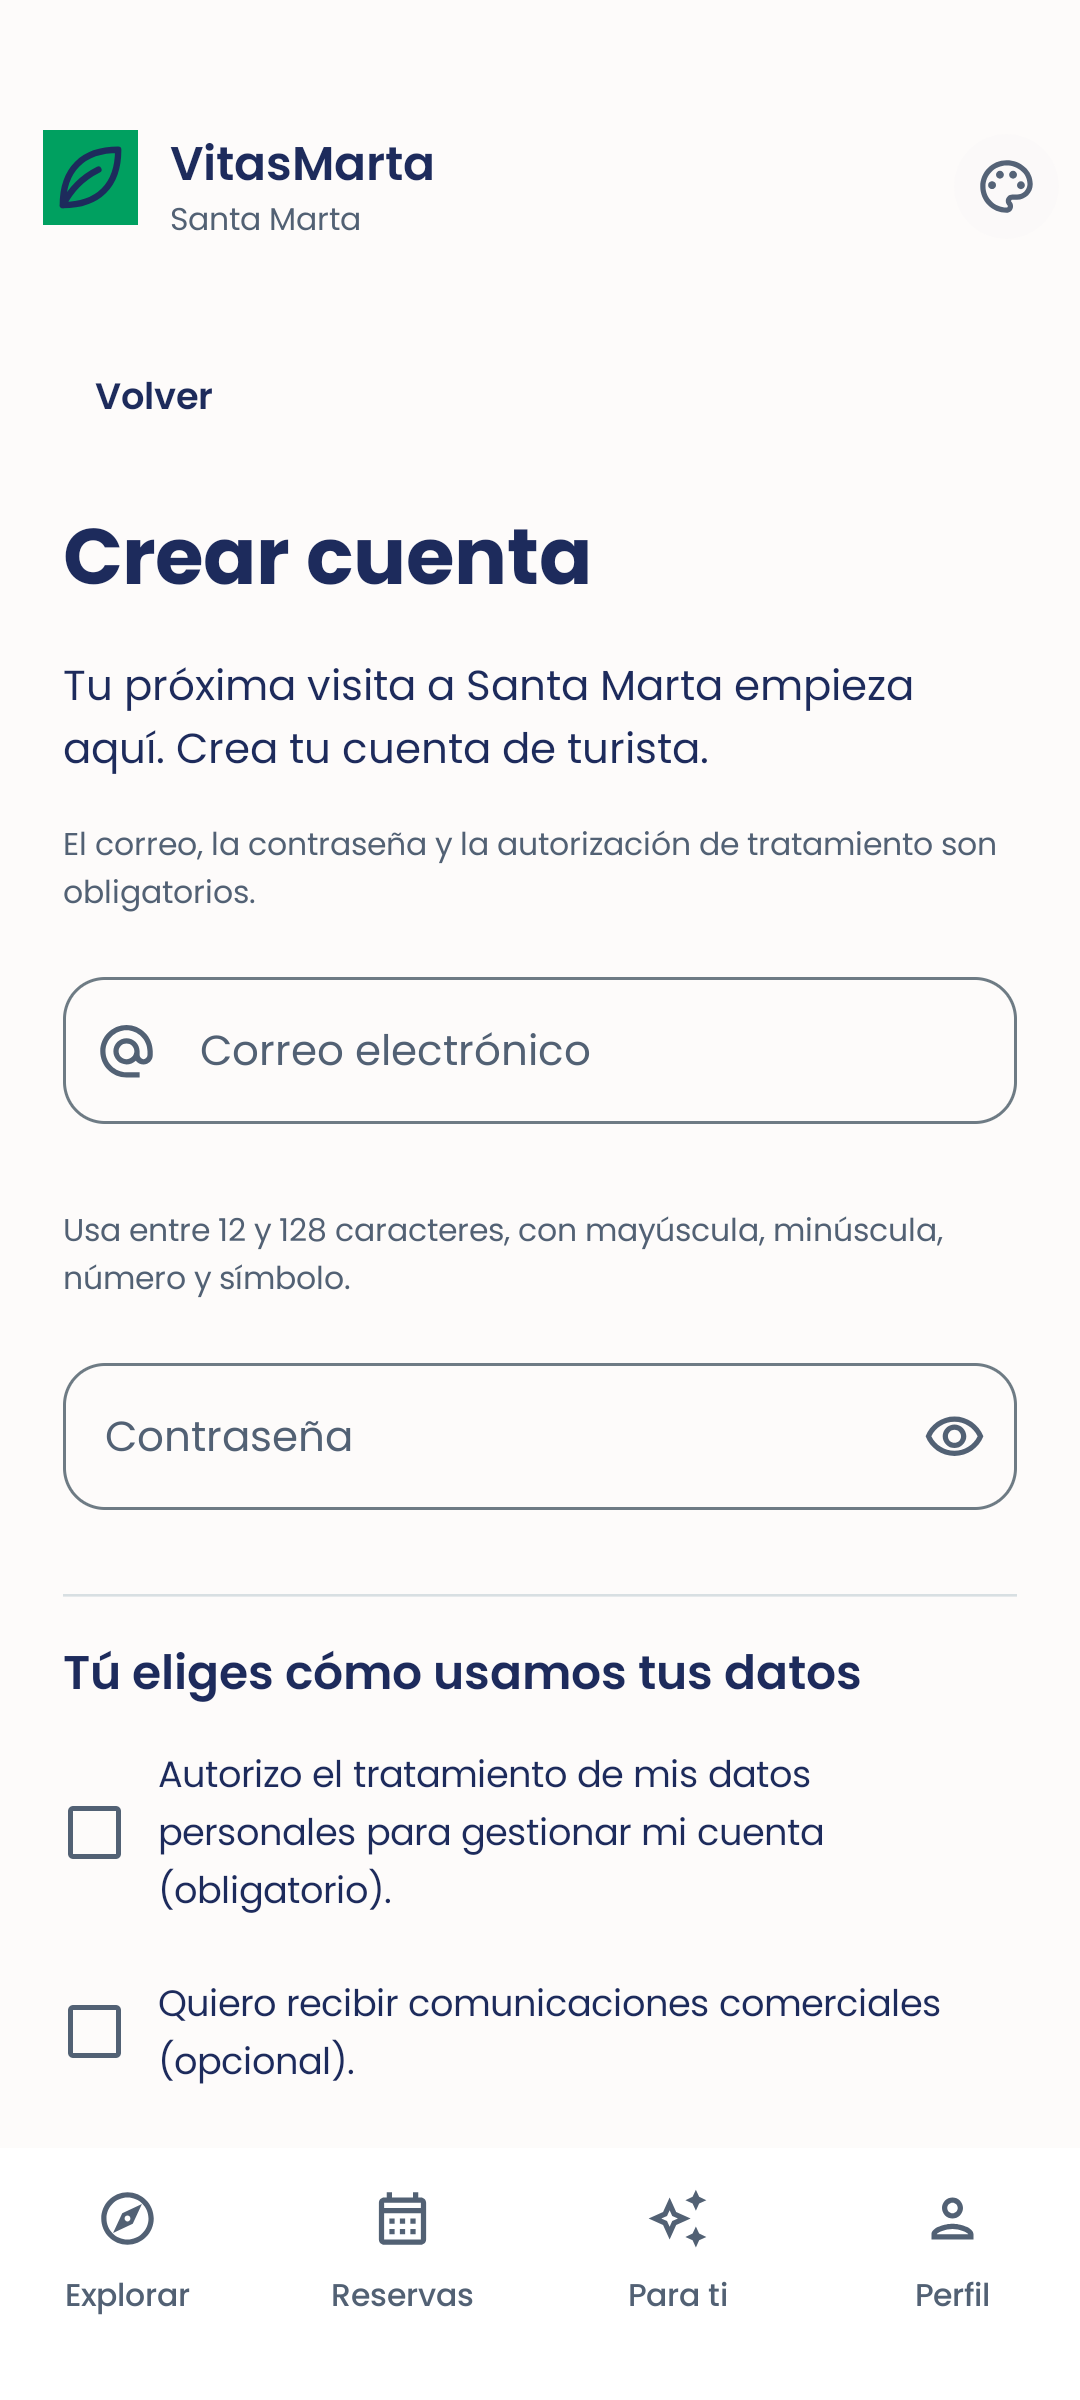 VitasMarta
Santa Marta
Volver
Crear cuenta
Tu próxima visita a Santa Marta empieza
aquí. Crea tu cuenta de turista.
El correo, la contraseña y la autorización de tratamiento son
obligatorios.
Correo electrónico
Usa entre 12 y 128 caracteres, con mayúscula, minúscula,
número y símbolo.
Contraseña
Tú eliges cómo usamos tus datos
Autorizo el tratamiento de mis datos
personales para gestionar mi cuenta
(obligatorio).
Quiero recibir comunicaciones comerciales
(opcional).
Explorar
Reservas
Para ti
Perfil